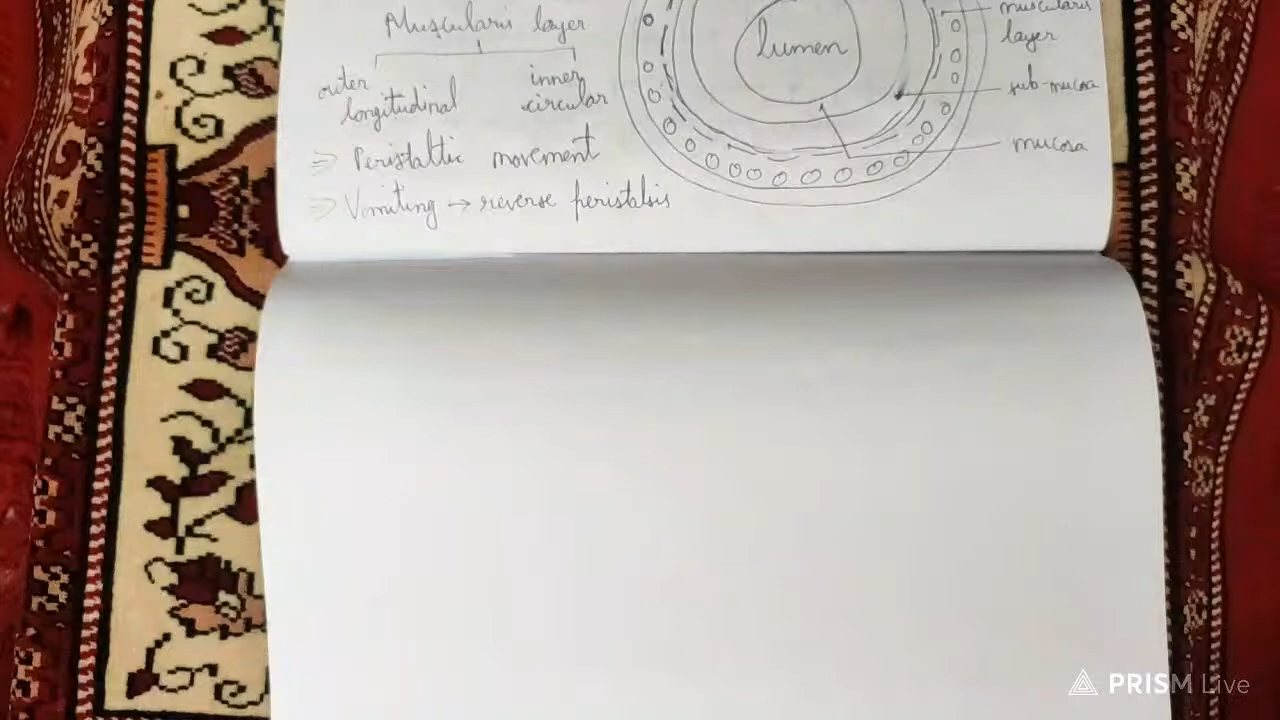 Muscularis layer
outer longitudinal
inner circular
⇒ Peristaltic movement
⇒ Vomiting → reverse peristalsis
lumen
muscularis layer
sub-mucosa
mucosa
PRISM Live